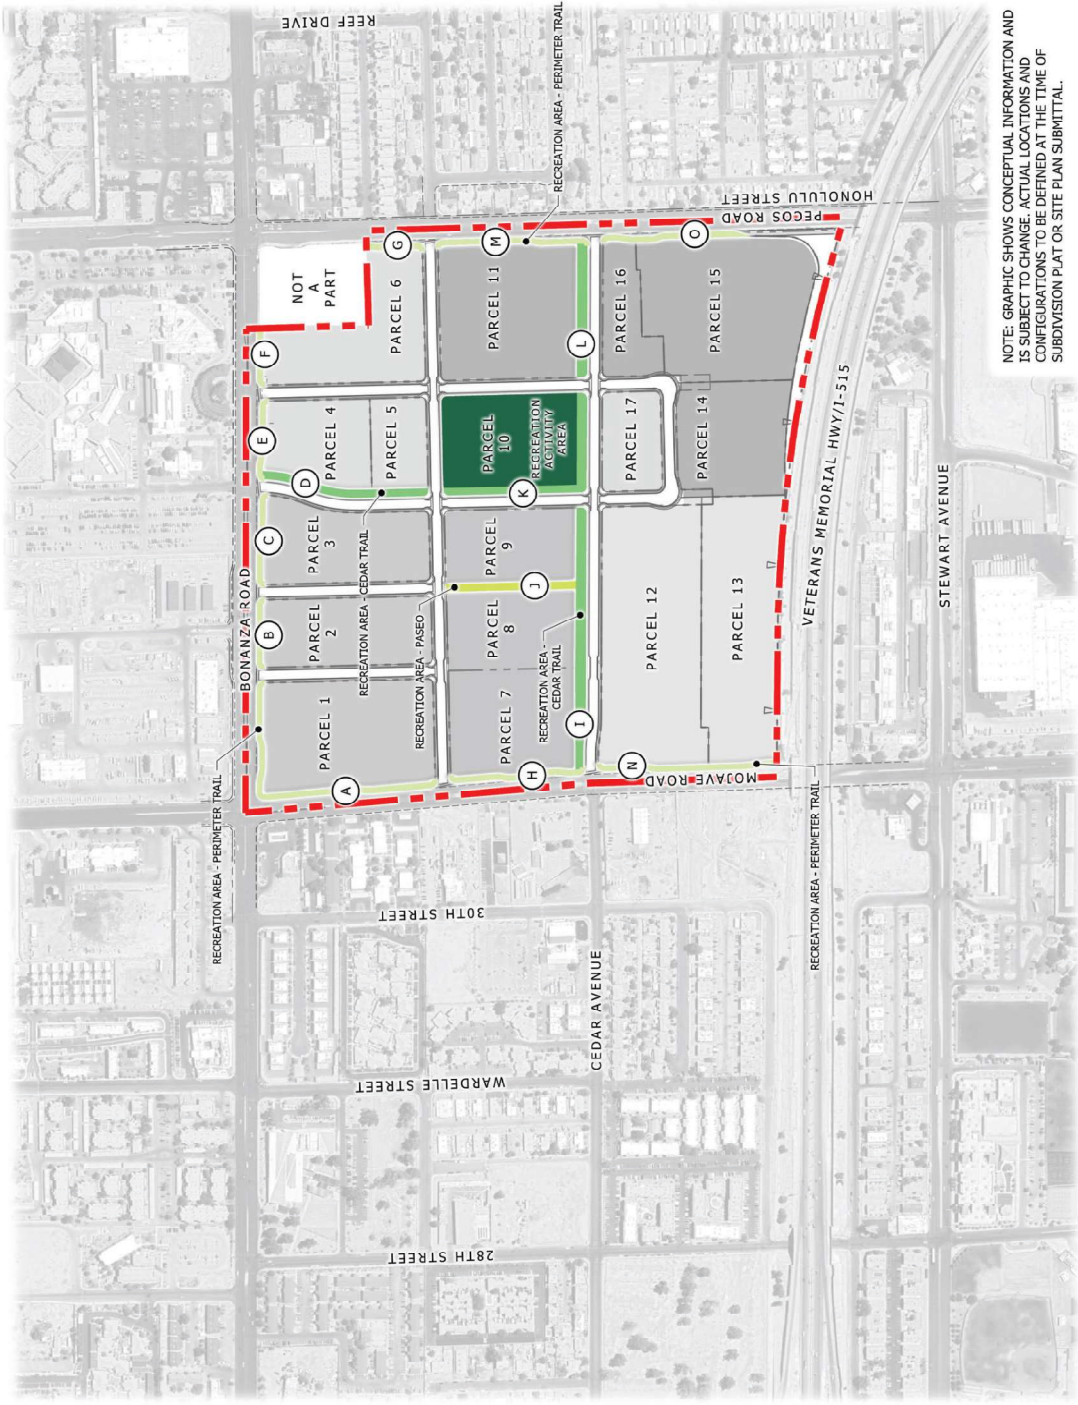 REEF DRIVE
BONANZA ROAD
RECREATION AREA - PERIMETER TRAIL
RECREATION AREA - PERIMETER TRAIL
HONOLULU STREET
PECOS ROAD
NOT
A
PART
F
E
D
C
B
A
G
PARCEL 1
PARCEL
2
PARCEL
3
PARCEL 4
PARCEL 5
PARCEL 6
RECREATION AREA - CEDAR TRAIL
RECREATION AREA - PASEO
PARCEL 7
PARCEL
8
PARCEL
9
PARCEL
10
RECREATION
ACTIVITY
AREA
PARCEL 11
H
J
K
M
RECREATION AREA -
CEDAR TRAIL
I
L
N
O
PARCEL 12
PARCEL 13
PARCEL 17
PARCEL 14
PARCEL 16
PARCEL 15
MOJAVE ROAD
RECREATION AREA - PERIMETER TRAIL
30TH STREET
WARDELLE STREET
28TH STREET
CEDAR AVENUE
VETERANS MEMORIAL HWY/I-515
STEWART AVENUE
NOTE: GRAPHIC SHOWS CONCEPTUAL INFORMATION AND
IS SUBJECT TO CHANGE. ACTUAL LOCATIONS AND
CONFIGURATIONS TO BE DEFINED AT THE TIME OF
SUBDIVISION PLAT OR SITE PLAN SUBMITTAL.